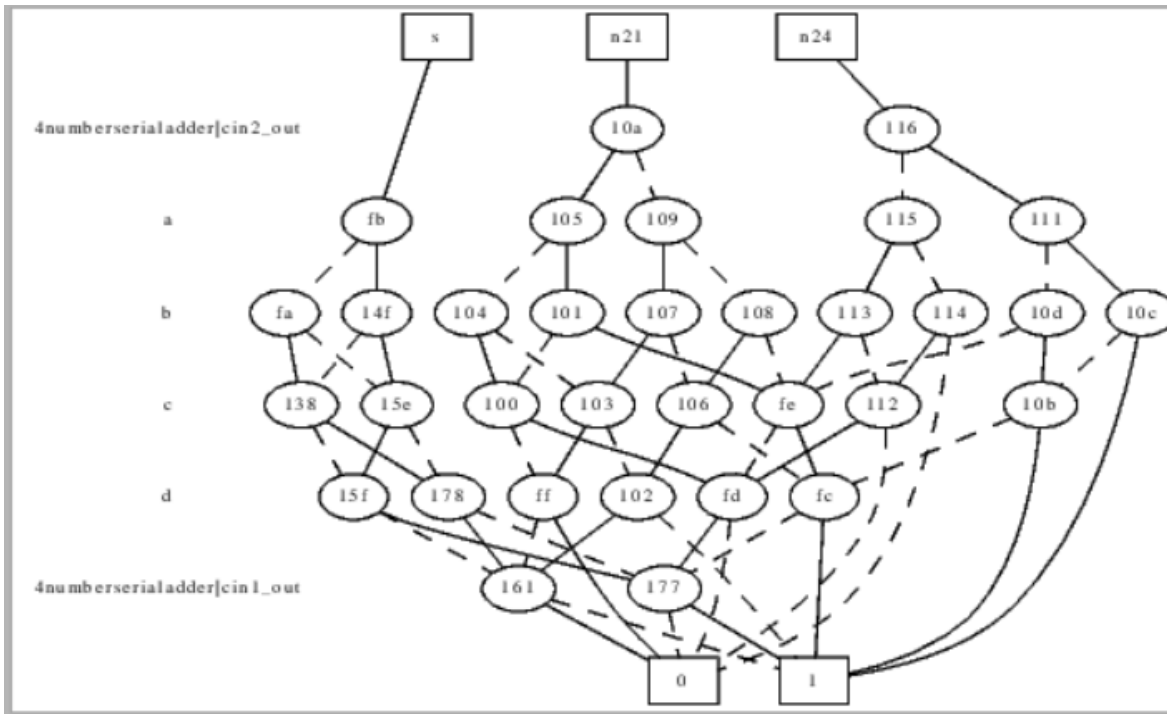 s n21 n24
4numberserialadder|cin2_out 10a 116
a fb 105 109 115 111
b fa 14f 104 101 107 108 113 114 10d 10c
c 138 15e 100 103 106 fe 112 10b
d 15f 178 ff 102 fd fc
4numberserialadder|cin1_out 161 177
0 1